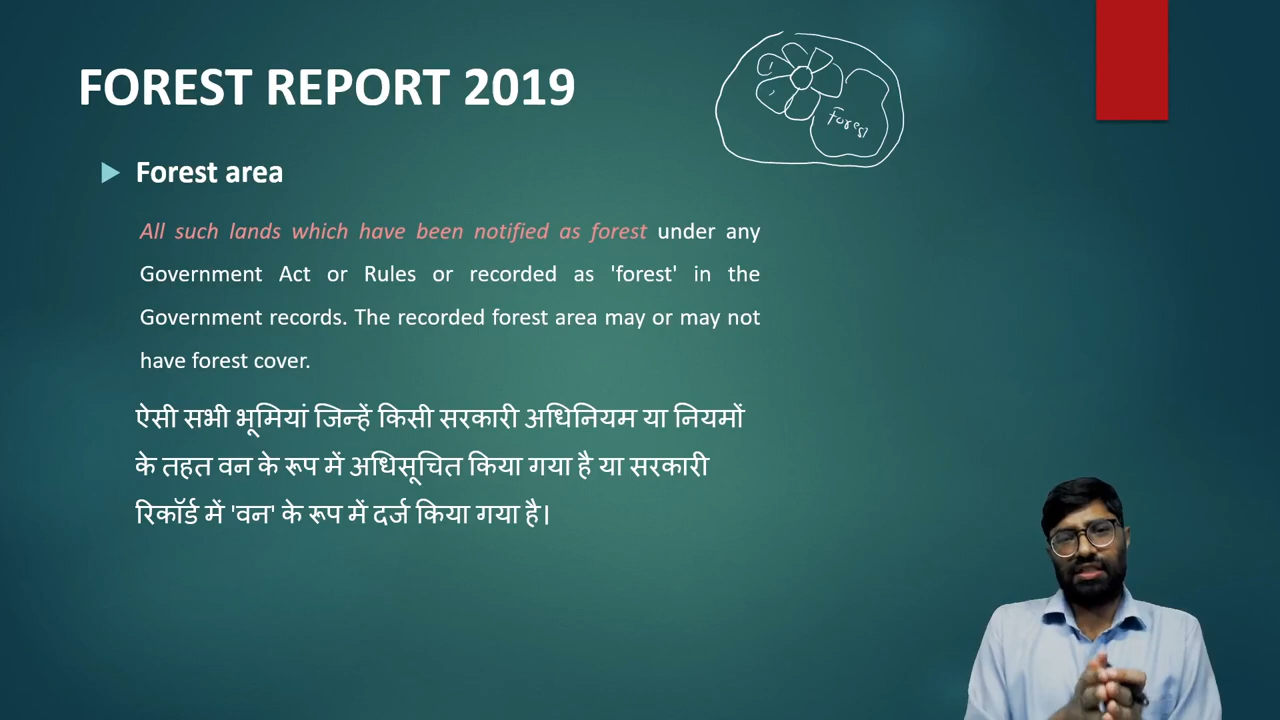 FOREST REPORT 2019
Forest
Forest area
All such lands which have been notified as forest under any
Government Act or Rules or recorded as 'forest' in the
Government records. The recorded forest area may or may not
have forest cover.
ऐसी सभी भूमियां जिन्हें किसी सरकारी अधिनियम या नियमों
के तहत वन के रूप में अधिसूचित किया गया है या सरकारी
रिकॉर्ड में 'वन' के रूप में दर्ज किया गया है।